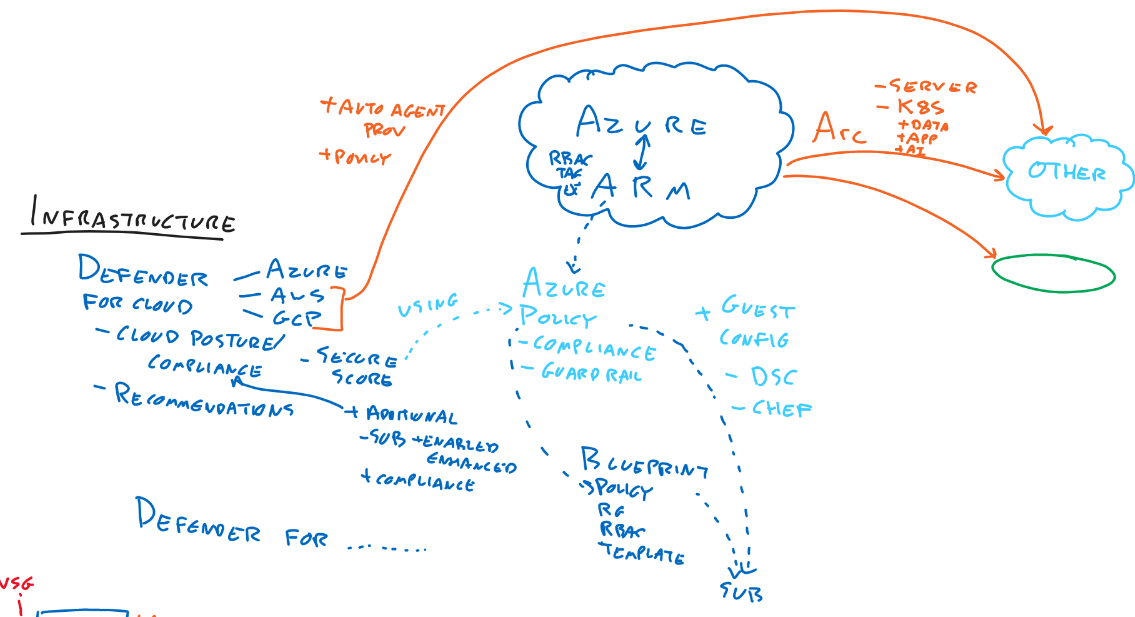 + AUTO AGENT
PROV
+ POLICY
AZURE
RBAC
TAG
ARM
Arc
- SERVER
- K8S
+ DATA
+ APP
+ AI
OTHER
INFRASTRUCTURE
DEFENDER
FOR CLOUD
- AZURE
- AWS
- GCP
- CLOUD POSTURE/
COMPLIANCE
- SECURE
SCORE
- RECOMMENDATIONS
+ ADDITIONAL
- SUB + ENABLED
ENHANCED
+ COMPLIANCE
USING
AZURE
POLICY
- COMPLIANCE
- GUARD RAIL
+ GUEST
CONFIG
- DSC
- CHEF
BLUEPRINT
POLICY
RG
RBAC
TEMPLATE
SUB
DEFENDER FOR ......
NSG